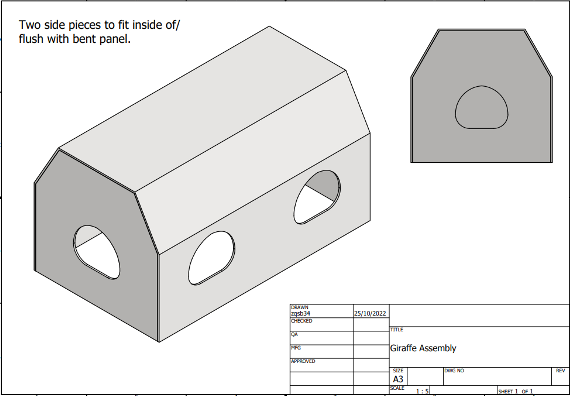 Two side pieces to fit inside of/
flush with bent panel.
DRAWN
zqsb34
25/10/2022
CHECKED
QA
TITLE
MFG
Giraffe Assembly
APPROVED
SIZE
DWG NO
REV
A3
SCALE
1 : 5
SHEET 1 OF 1